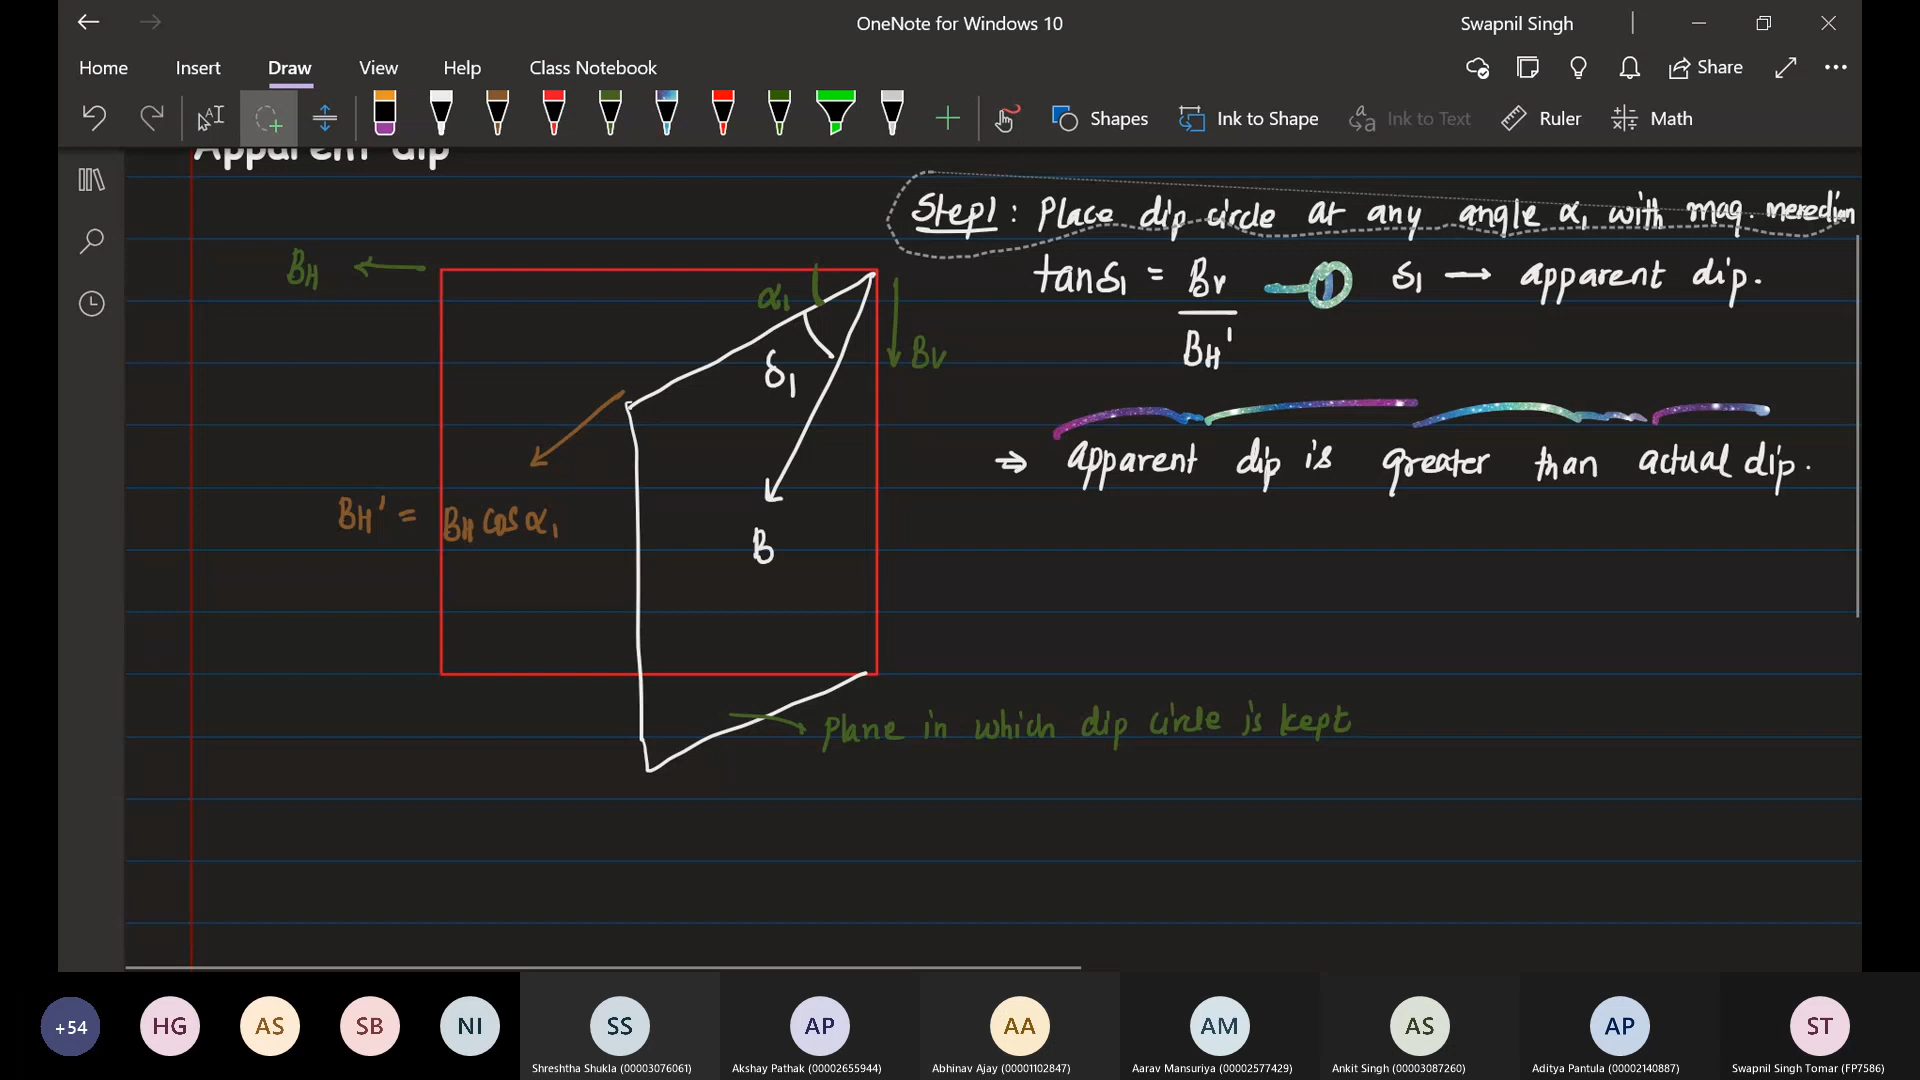 OneNote for Windows 10
Swapnil Singh
Home Insert Draw View Help Class Notebook
Share
Shapes Ink to Shape Ink to Text Ruler Math
Apparent dip
Step1 : Place dip circle at any angle α₁ with mag. meredian
tanδ₁ = Bv / BH' ① δ₁ → apparent dip.
⇒ apparent dip is greater than actual dip.
BH
α₁
δ₁
Bv
BH' = BH cos α₁
B
Plane in which dip circle is kept
+54 HG AS SB NI SS AP AA AM AS AP ST
Shreshtha Shukla (00003076061) Akshay Pathak (00002655944) Abhinav Ajay (00001102847) Aarav Mansuriya (00002577429) Ankit Singh (00003087260) Aditya Pantula (00002140887) Swapnil Singh Tomar (FP7586)